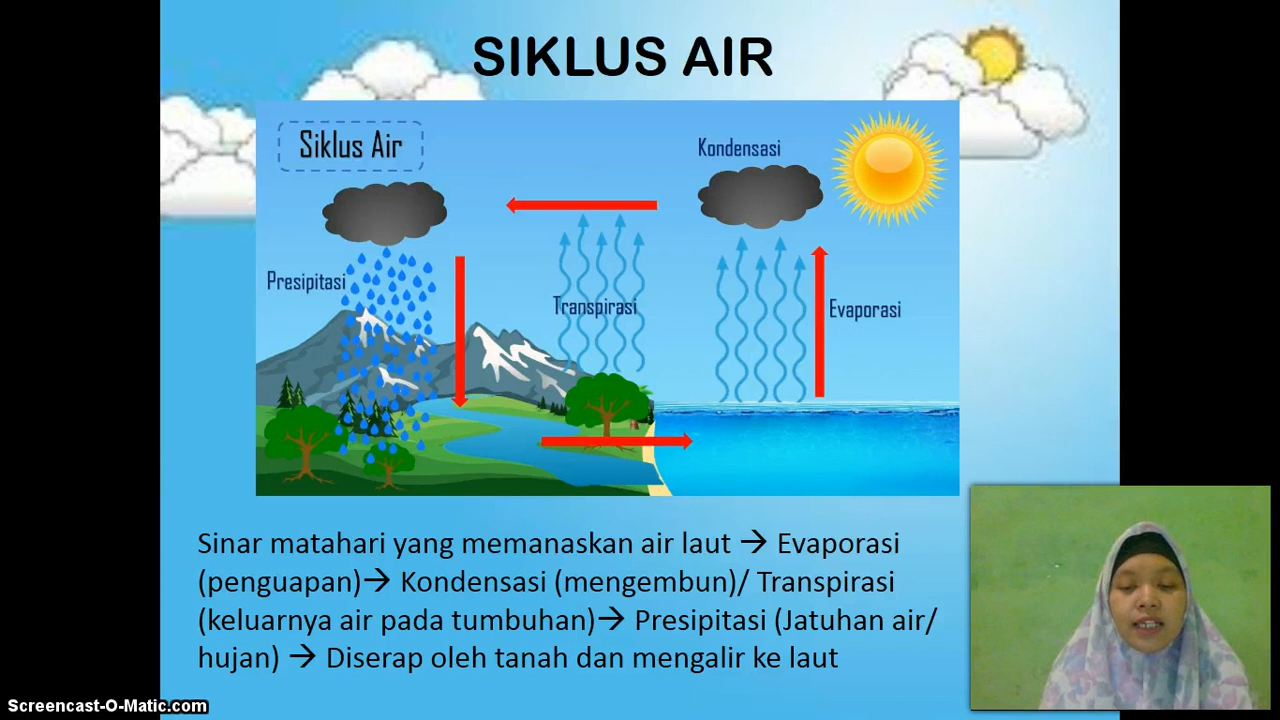 SIKLUS AIR
Siklus Air
Kondensasi
Presipitasi
Transpirasi
Evaporasi
Sinar matahari yang memanaskan air laut → Evaporasi
(penguapan)→ Kondensasi (mengembun)/ Transpirasi
(keluarnya air pada tumbuhan)→ Presipitasi (Jatuhan air/
hujan) → Diserap oleh tanah dan mengalir ke laut
Screencast-O-Matic.com